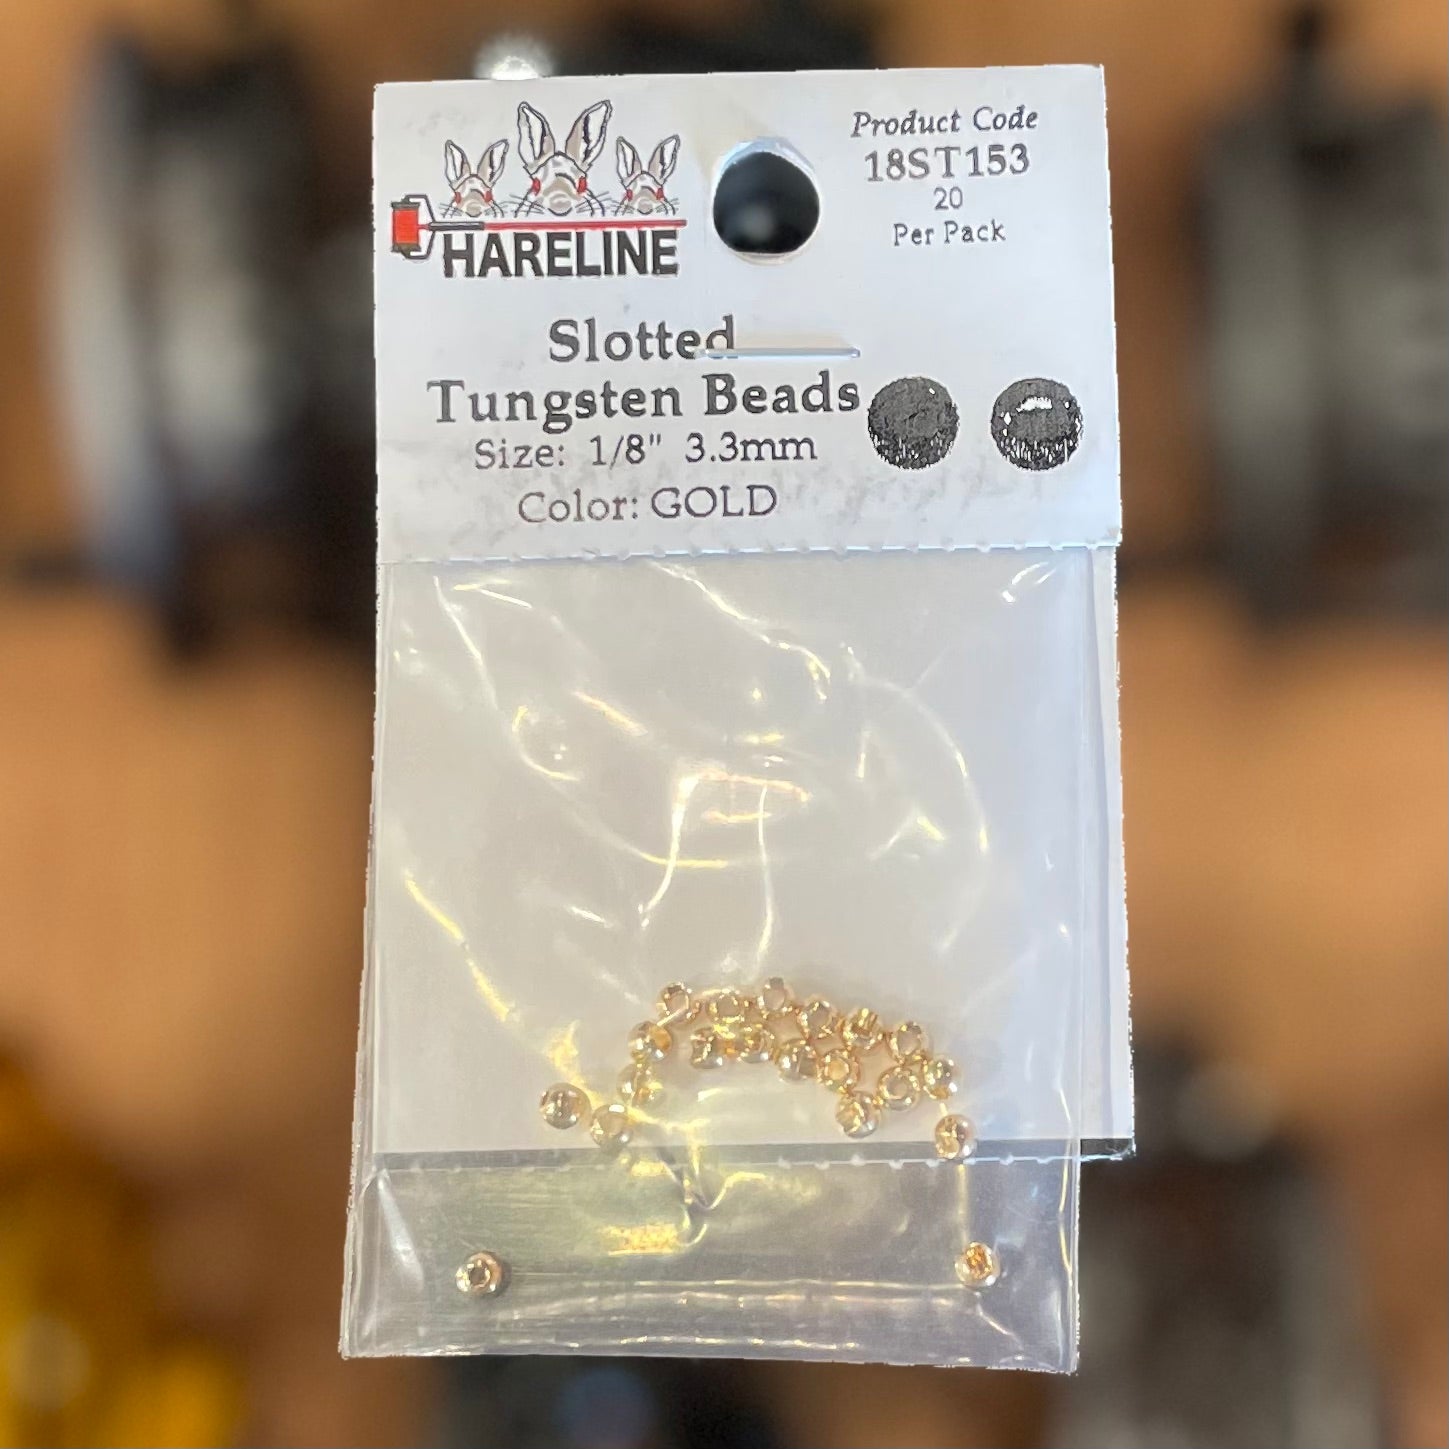 HARELINE
Product Code
18ST153
20
Per Pack
Slotted
Tungsten Beads
Size: 1/8" 3.3mm
Color: GOLD